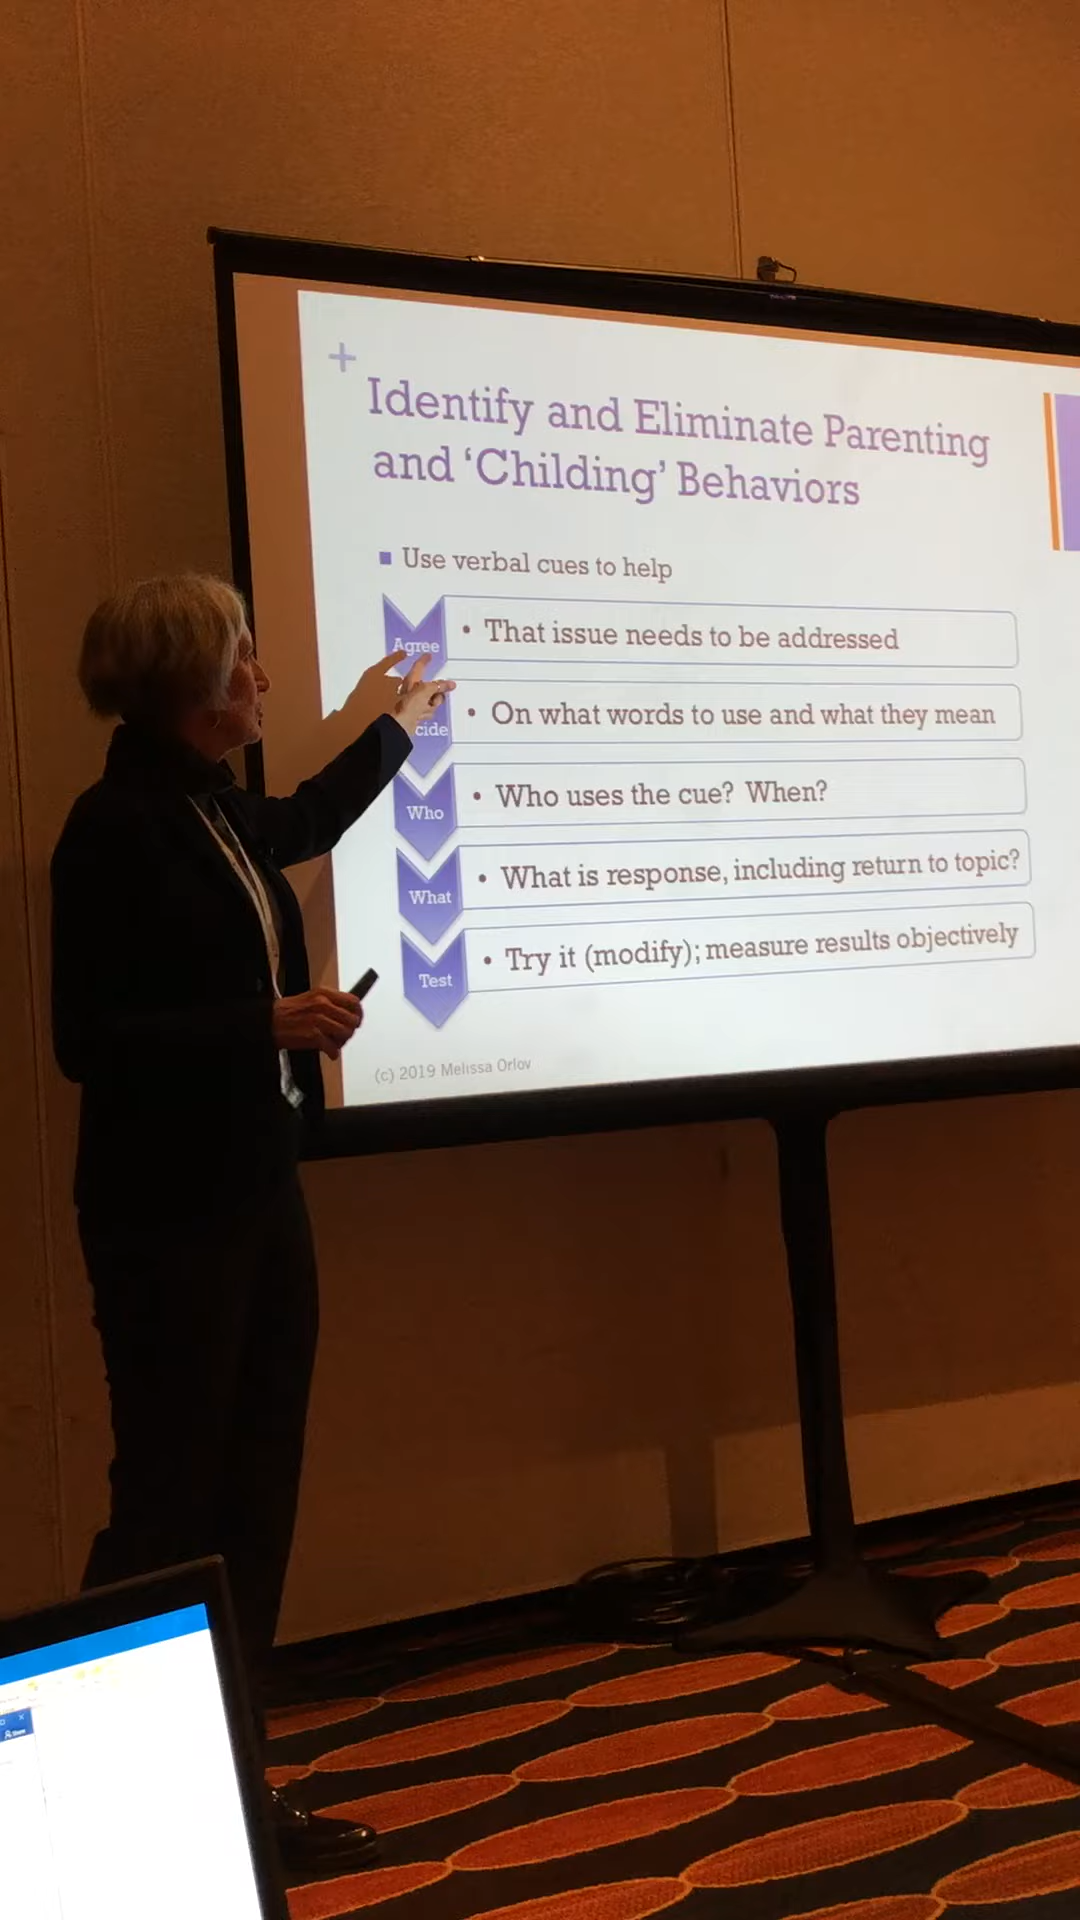 +
Identify and Eliminate Parenting
and ‘Childing’ Behaviors
Use verbal cues to help
Agree
• That issue needs to be addressed
cide
• On what words to use and what they mean
Who
• Who uses the cue? When?
What
• What is response, including return to topic?
Test
• Try it (modify); measure results objectively
(c) 2019 Melissa Orlov